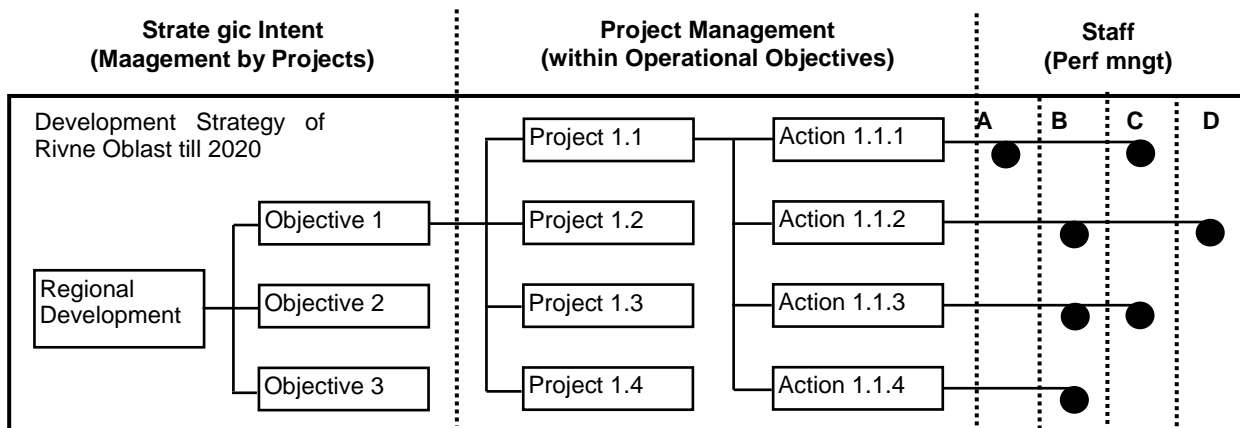 Strate gic Intent
(Maagement by Projects)
Project Management
(within Operational Objectives)
Staff
(Perf mngt)
Development Strategy of
Rivne Oblast till 2020
A B C D
Project 1.1
Action 1.1.1
Objective 1
Project 1.2
Action 1.1.2
Regional
Development
Objective 2
Project 1.3
Action 1.1.3
Objective 3
Project 1.4
Action 1.1.4